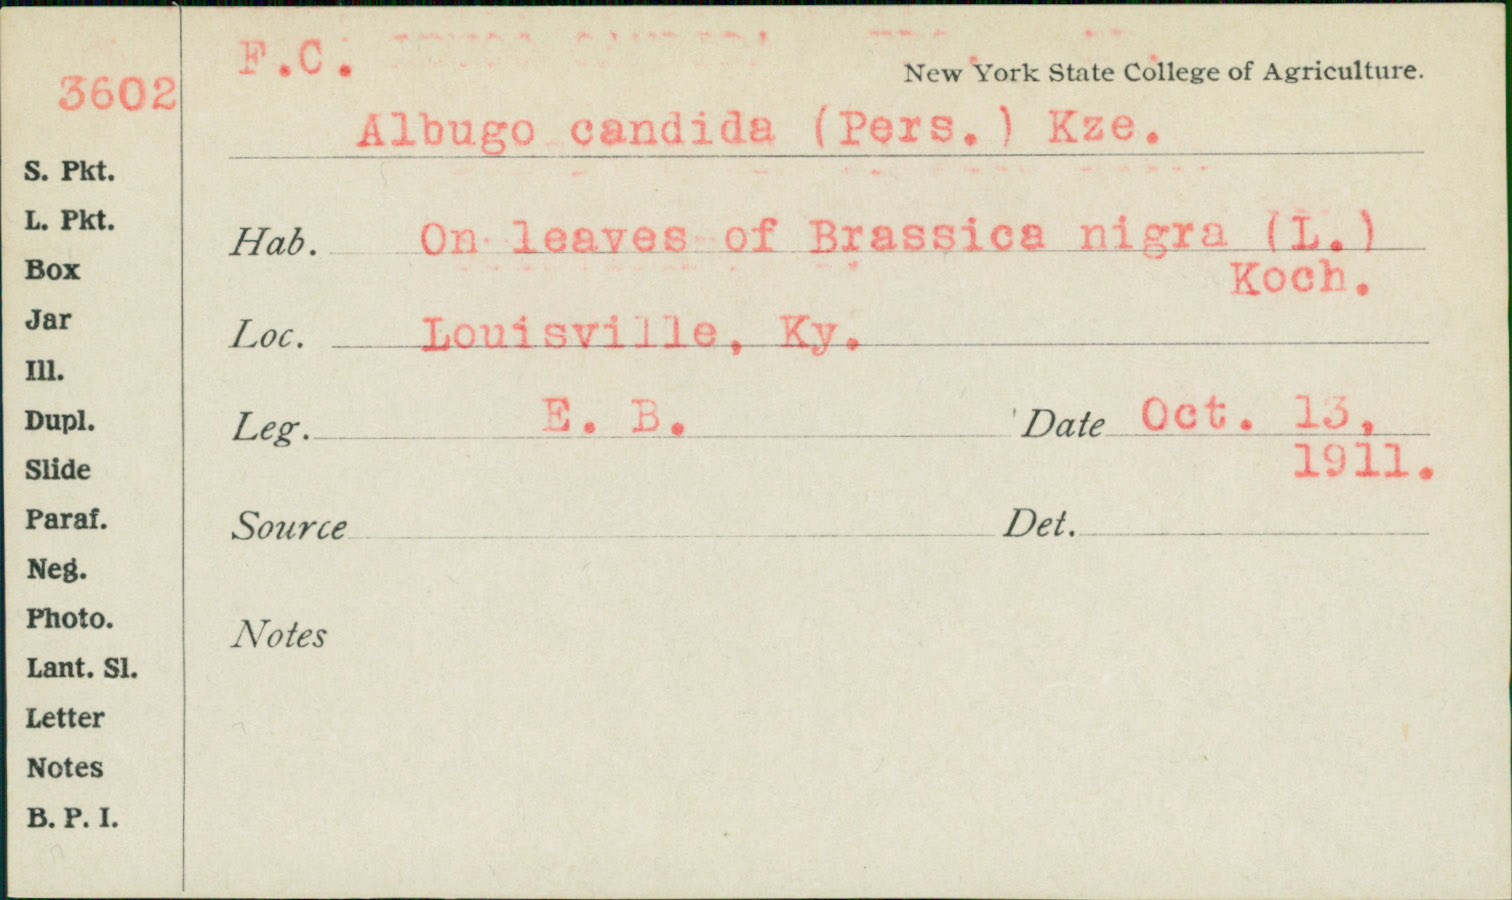 F.C.
New York State College of Agriculture.
3602
Albugo candida (Pers.) Kze.
S. Pkt.
L. Pkt.
Box
Jar
Ill.
Dupl.
Slide
Paraf.
Neg.
Photo.
Lant. Sl.
Letter
Notes
B. P. I.
Hab. On leaves of Brassica nigra (L.)
Koch.
Loc. Louisville, Ky.
Leg. E. B. Date Oct. 13,
1911.
Source Det.
Notes